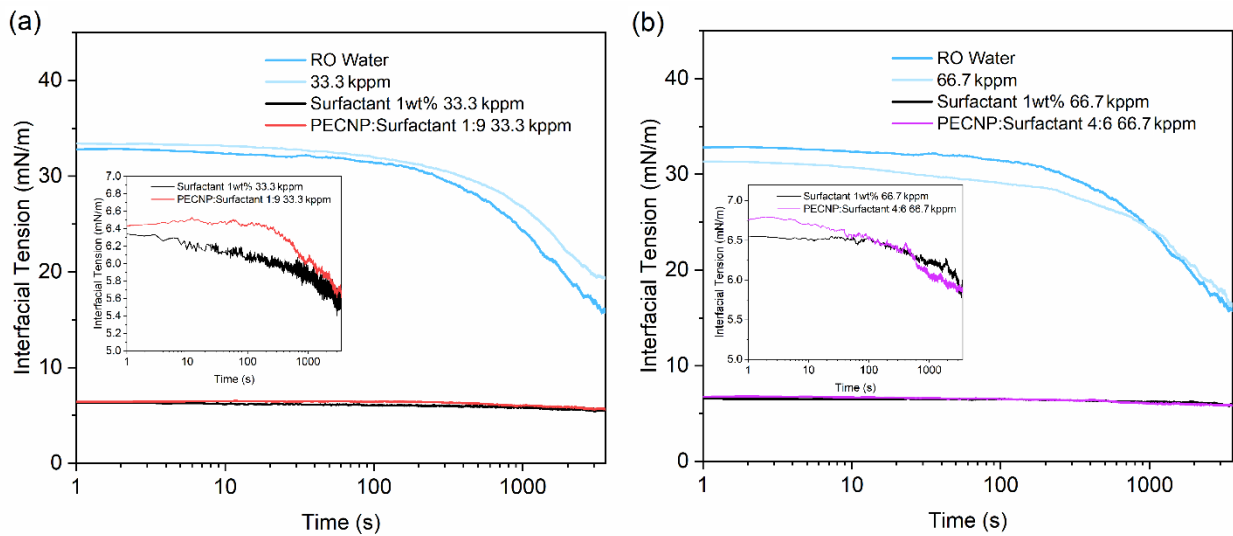 (a)
RO Water
33.3 kppm
Surfactant 1wt% 33.3 kppm
PECNP:Surfactant 1:9 33.3 kppm
Interfacial Tension (mN/m)
40
30
20
10
0
Surfactant 1wt% 33.3 kppm
PECNP:Surfactant 1:9 33.3 kppm
Interfacial Tension (mN/m)
7.0
6.8
6.6
6.4
6.2
6.0
5.8
5.6
5.4
5.2
5.0
1 10 100 1000
Time (s)
1 10 100 1000
Time (s)
(b)
RO Water
66.7 kppm
Surfactant 1wt% 66.7 kppm
PECNP:Surfactant 4:6 66.7 kppm
Interfacial Tension (mN/m)
40
30
20
10
0
Surfactant 1wt% 66.7 kppm
PECNP:Surfactant 4:6 66.7 kppm
Interfacial Tension (mN/m)
7.0
6.5
6.0
5.5
5.0
1 10 100 1000
Time (s)
1 10 100 1000
Time (s)